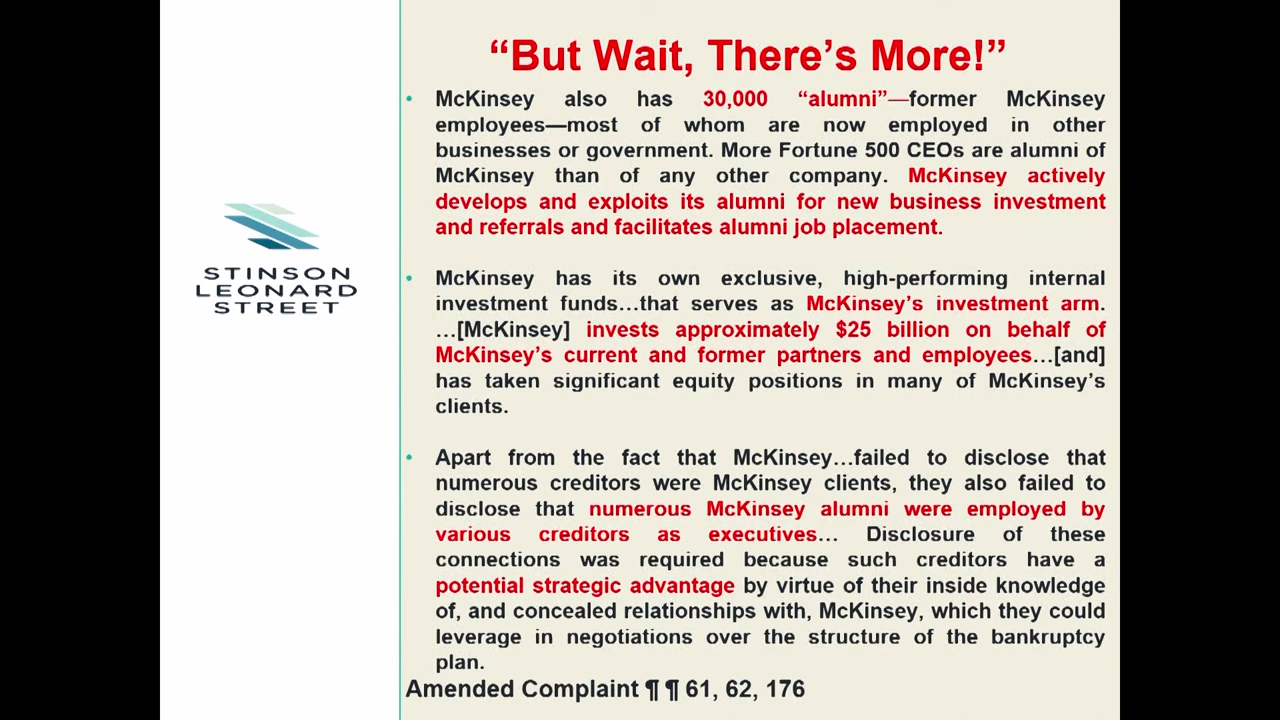 “But Wait, There’s More!”
• McKinsey also has 30,000 “alumni”—former McKinsey
employees—most of whom are now employed in other
businesses or government. More Fortune 500 CEOs are alumni of
McKinsey than of any other company. McKinsey actively
develops and exploits its alumni for new business investment
and referrals and facilitates alumni job placement.
• McKinsey has its own exclusive, high-performing internal
investment funds…that serves as McKinsey’s investment arm.
…[McKinsey] invests approximately $25 billion on behalf of
McKinsey’s current and former partners and employees…[and]
has taken significant equity positions in many of McKinsey’s
clients.
• Apart from the fact that McKinsey…failed to disclose that
numerous creditors were McKinsey clients, they also failed to
disclose that numerous McKinsey alumni were employed by
various creditors as executives… Disclosure of these
connections was required because such creditors have a
potential strategic advantage by virtue of their inside knowledge
of, and concealed relationships with, McKinsey, which they could
leverage in negotiations over the structure of the bankruptcy
plan.
Amended Complaint ¶ ¶ 61, 62, 176
STINSON
LEONARD
STREET